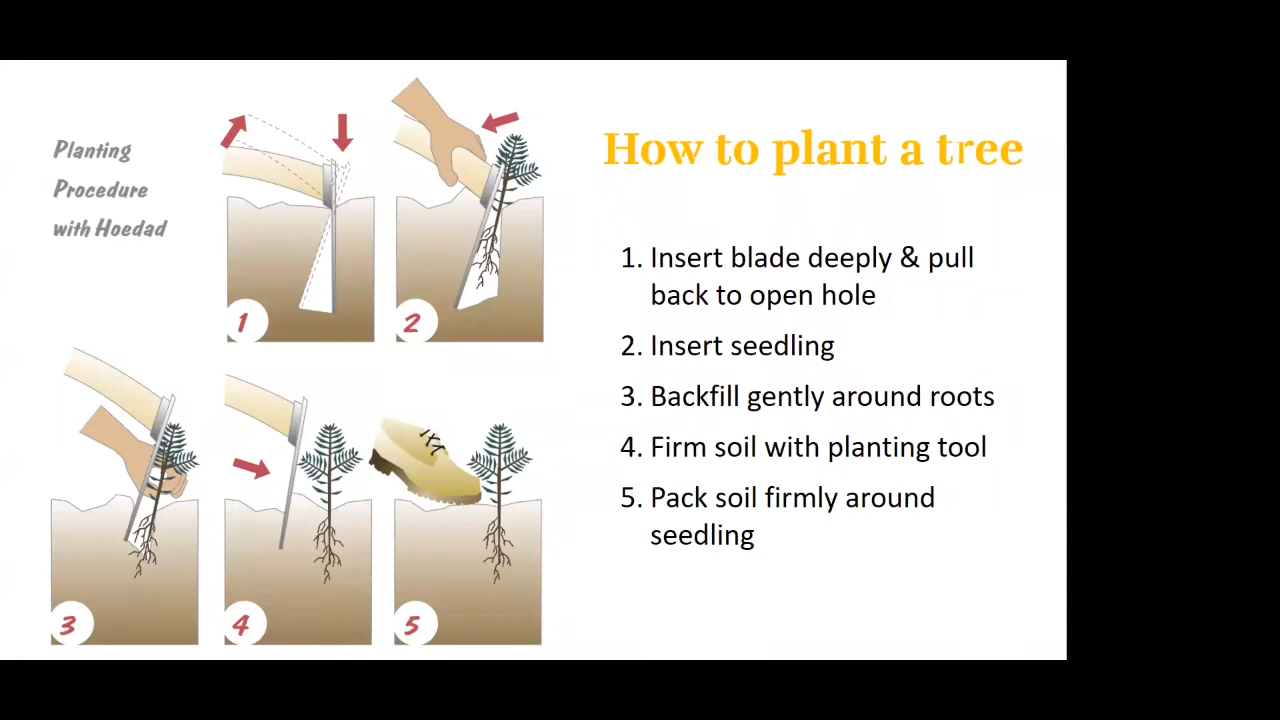 Planting
Procedure
with Hoedad
1
2
3
4
5
How to plant a tree
1. Insert blade deeply & pull
back to open hole
2. Insert seedling
3. Backfill gently around roots
4. Firm soil with planting tool
5. Pack soil firmly around
seedling